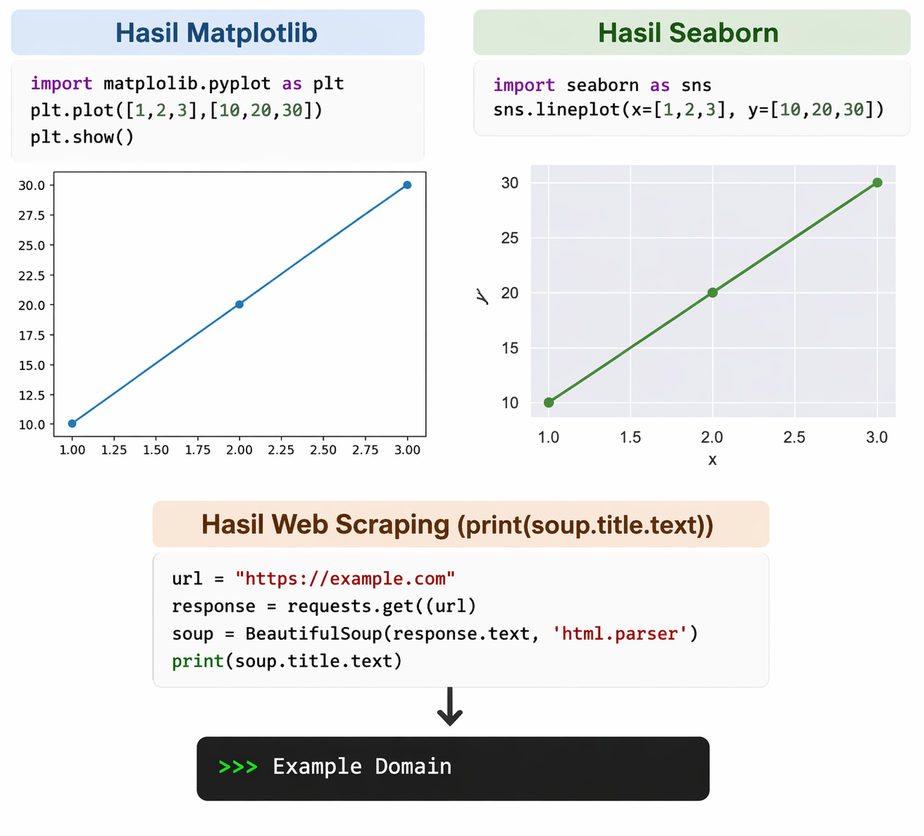 Hasil Matplotlib
import matplolib.pyplot as plt
plt.plot([1,2,3],[10,20,30])
plt.show()
30.0
27.5
25.0
22.5
20.0
17.5
15.0
12.5
10.0
1.00 1.25 1.50 1.75 2.00 2.25 2.50 2.75 3.00
Hasil Seaborn
import seaborn as sns
sns.lineplot(x=[1,2,3], y=[10,20,30])
30
25
20
15
10
y
1.0 1.5 2.0 2.5 3.0
x
Hasil Web Scraping (print(soup.title.text))
url = "https://example.com"
response = requests.get((url)
soup = BeautifulSoup(response.text, 'html.parser')
print(soup.title.text)
>>> Example Domain